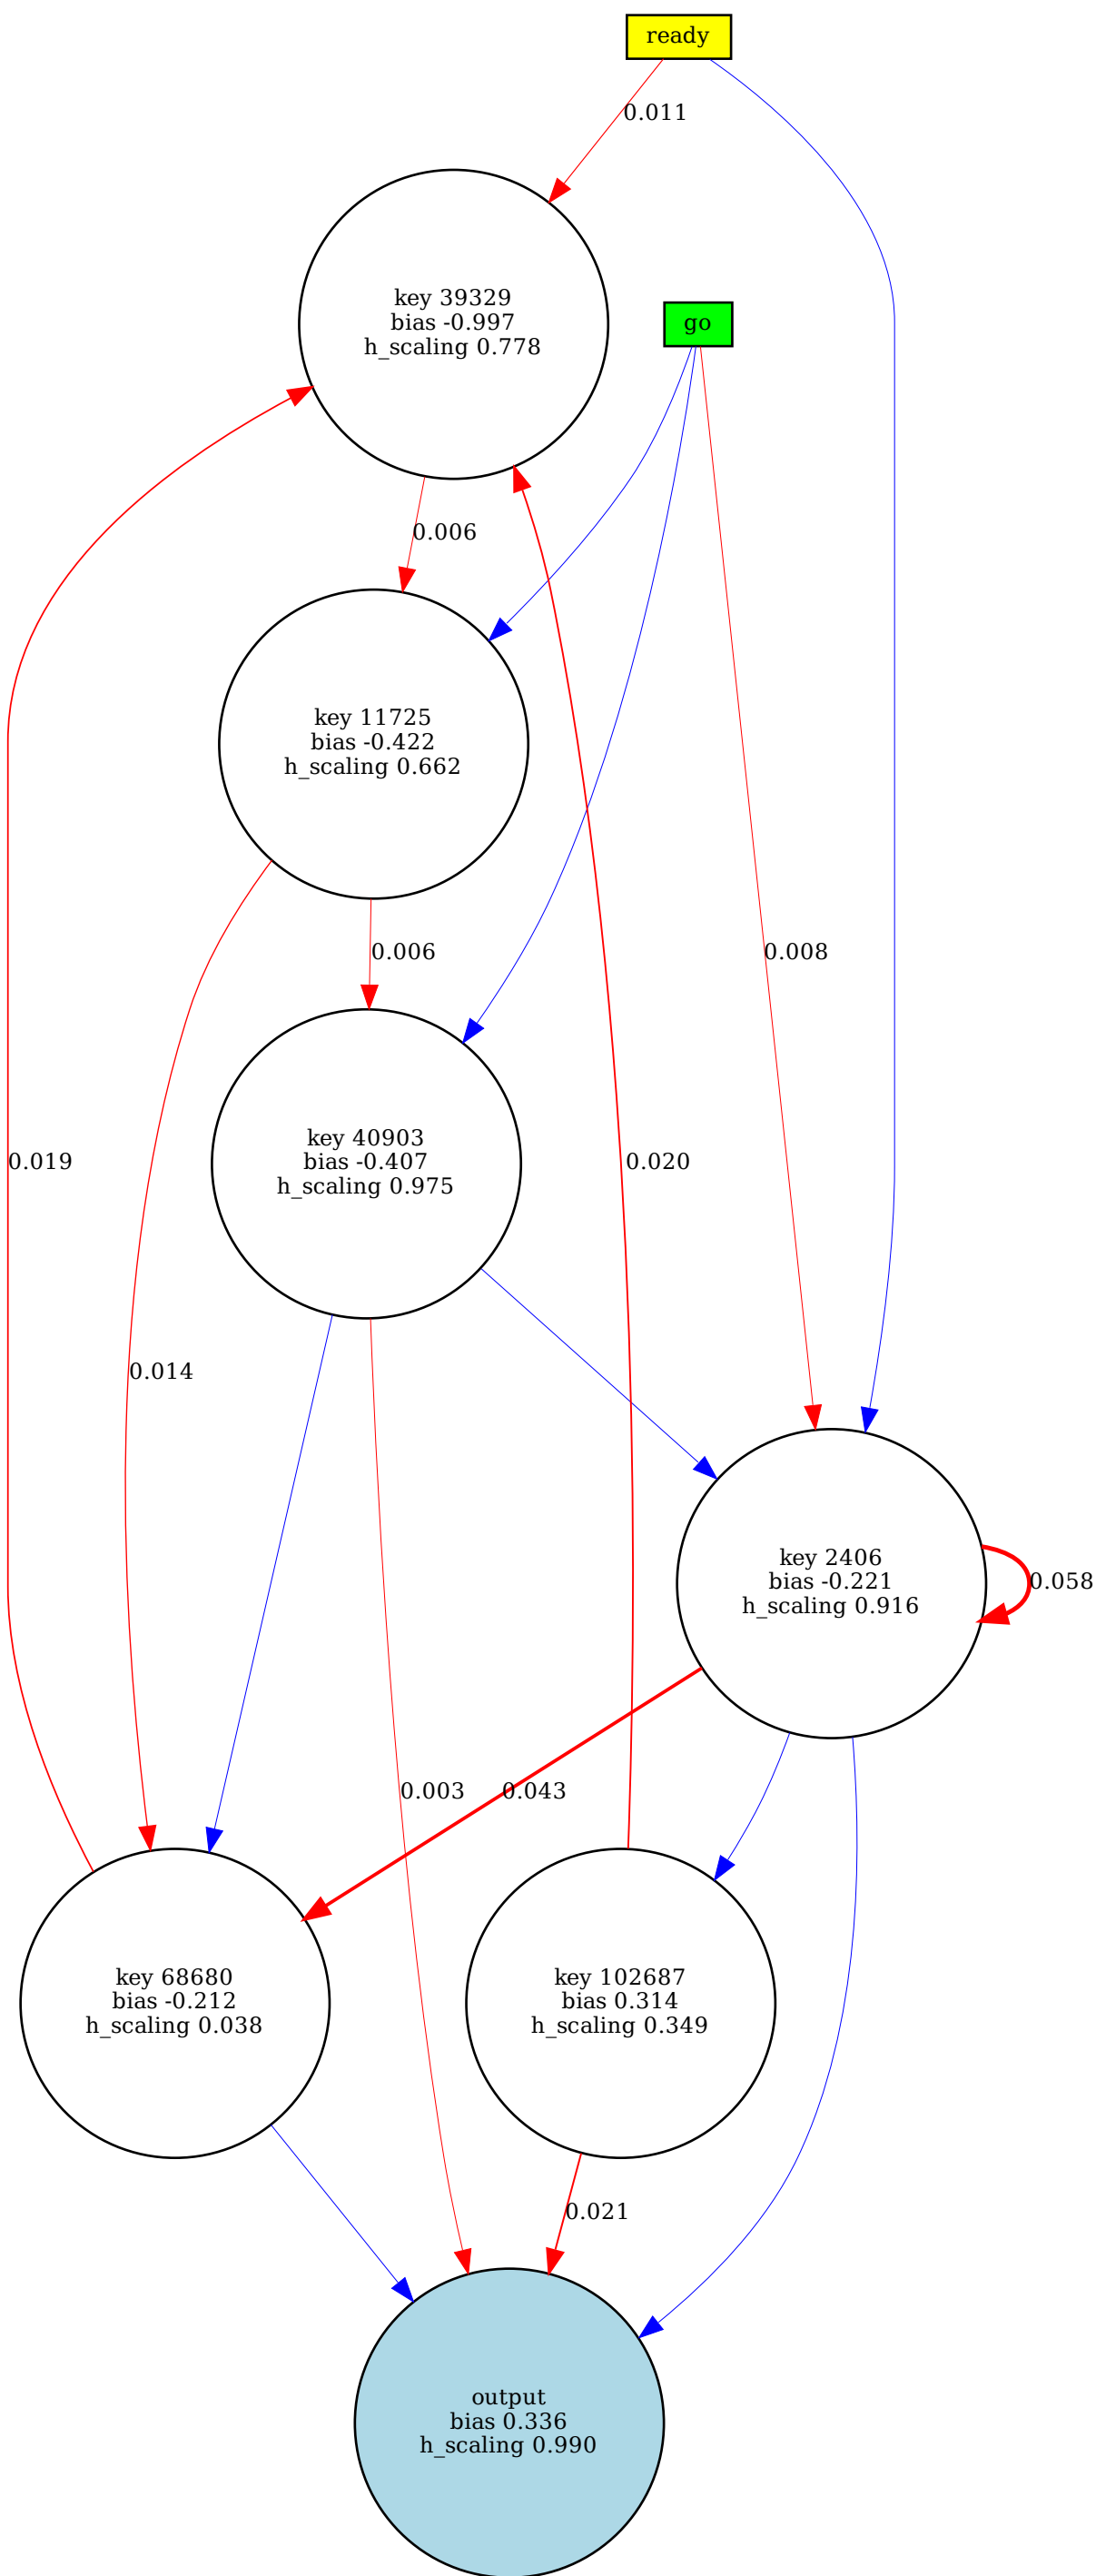 ready
0.011
key 39329
bias -0.997
h_scaling 0.778
go
0.006
key 11725
bias -0.422
h_scaling 0.662
0.006
0.008
key 40903
bias -0.407
h_scaling 0.975
0.019
0.020
0.014
key 2406
bias -0.221
h_scaling 0.916
0.058
0.003
0.043
key 68680
bias -0.212
h_scaling 0.038
key 102687
bias 0.314
h_scaling 0.349
0.021
output
bias 0.336
h_scaling 0.990